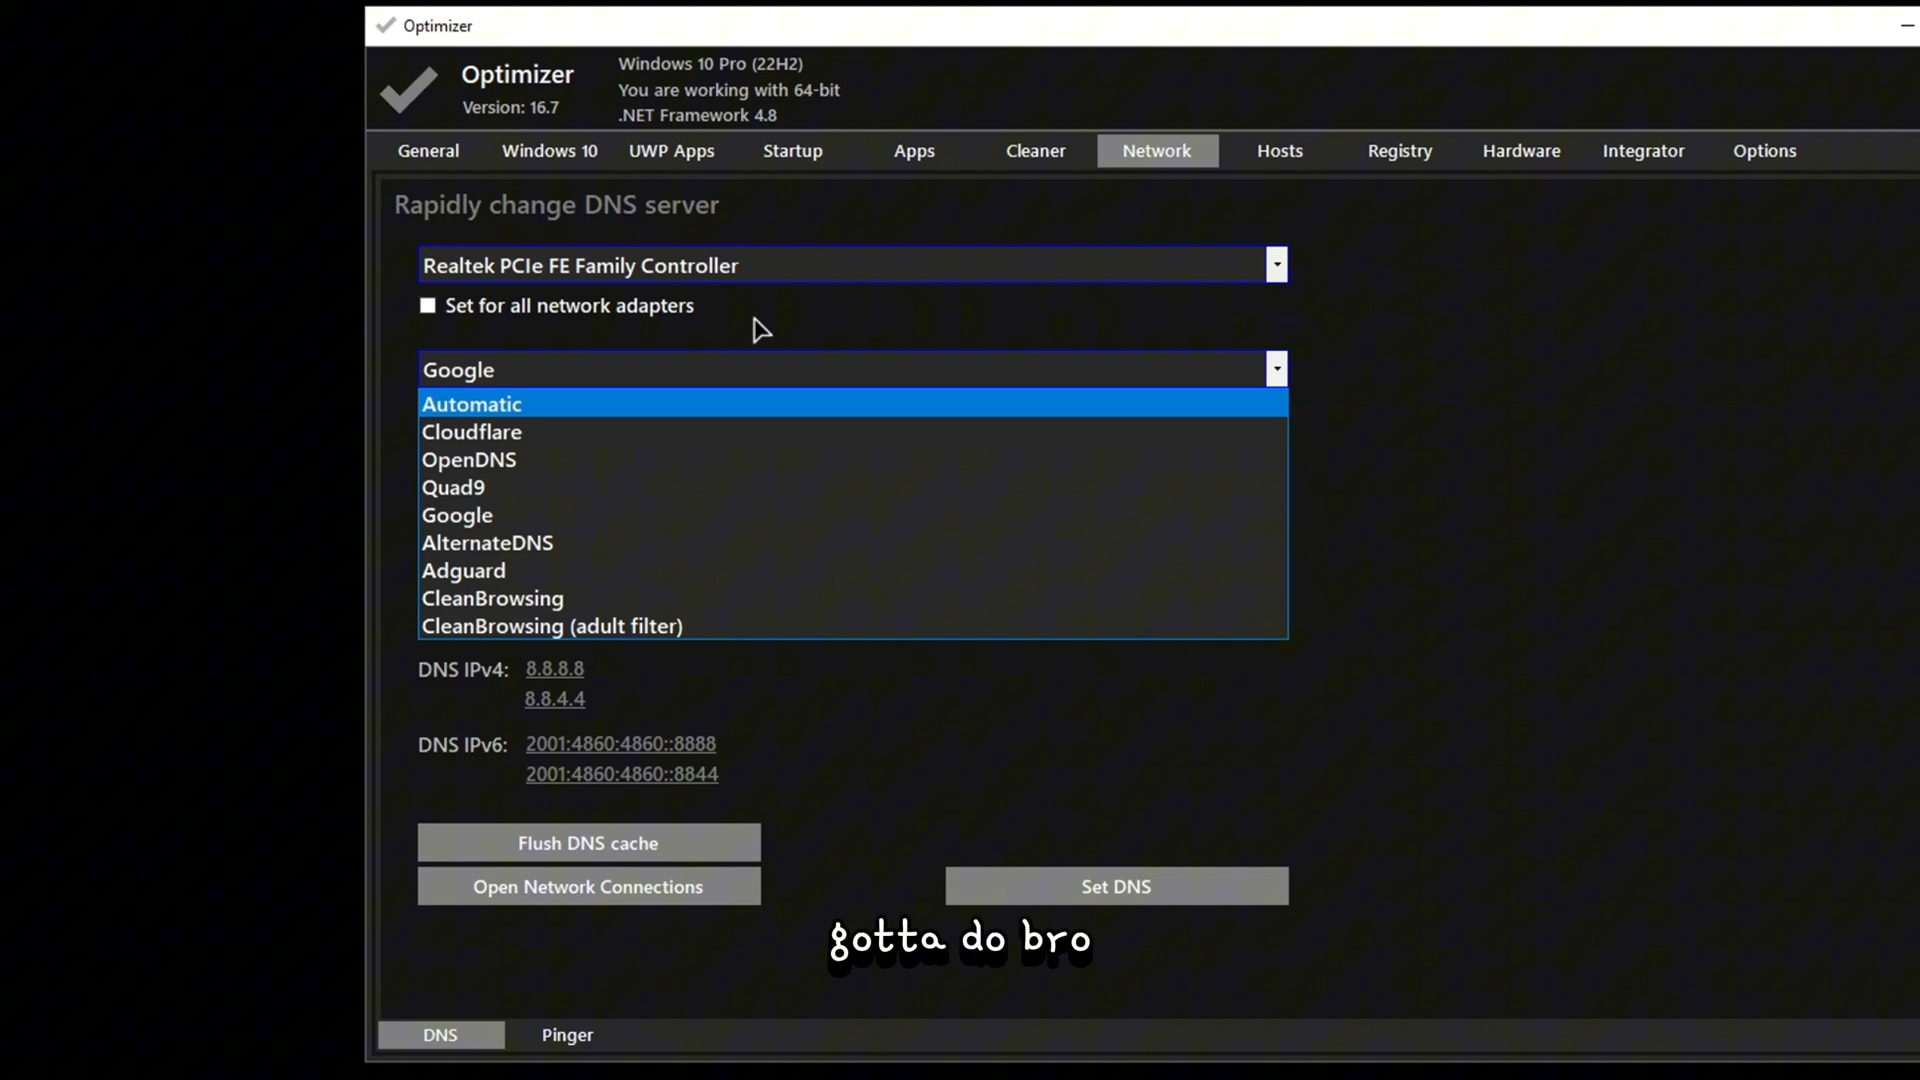 Optimizer
Optimizer
Version: 16.7
Windows 10 Pro (22H2)
You are working with 64-bit
.NET Framework 4.8
General Windows 10 UWP Apps Startup Apps Cleaner Network Hosts Registry Hardware Integrator Options
Rapidly change DNS server
Realtek PCIe FE Family Controller
Set for all network adapters
Google
Automatic
Cloudflare
OpenDNS
Quad9
Google
AlternateDNS
Adguard
CleanBrowsing
CleanBrowsing (adult filter)
DNS IPv4: 8.8.8.8
8.8.4.4
DNS IPv6: 2001:4860:4860::8888
2001:4860:4860::8844
Flush DNS cache
Open Network Connections
Set DNS
gotta do bro
DNS Pinger